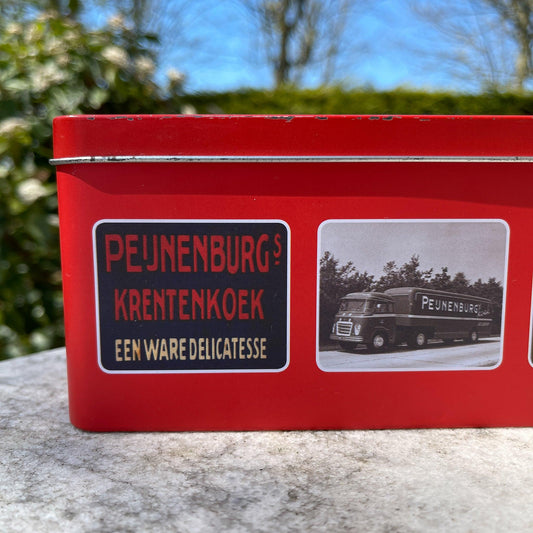 PEIJNENBURG'S
KRENTENKOEK
EEN WARE DELICATESSE
PEIJNENBURG